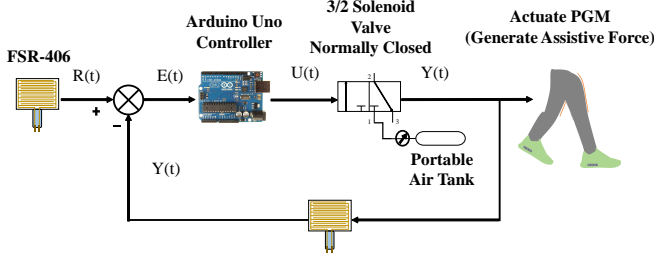 3/2 Solenoid
Valve
Normally Closed
Arduino Uno
Controller
Actuate PGM
(Generate Assistive Force)
FSR-406
R(t)
E(t)
U(t)
Y(t)
+
−
2
1
3
Y(t)
Portable
Air Tank